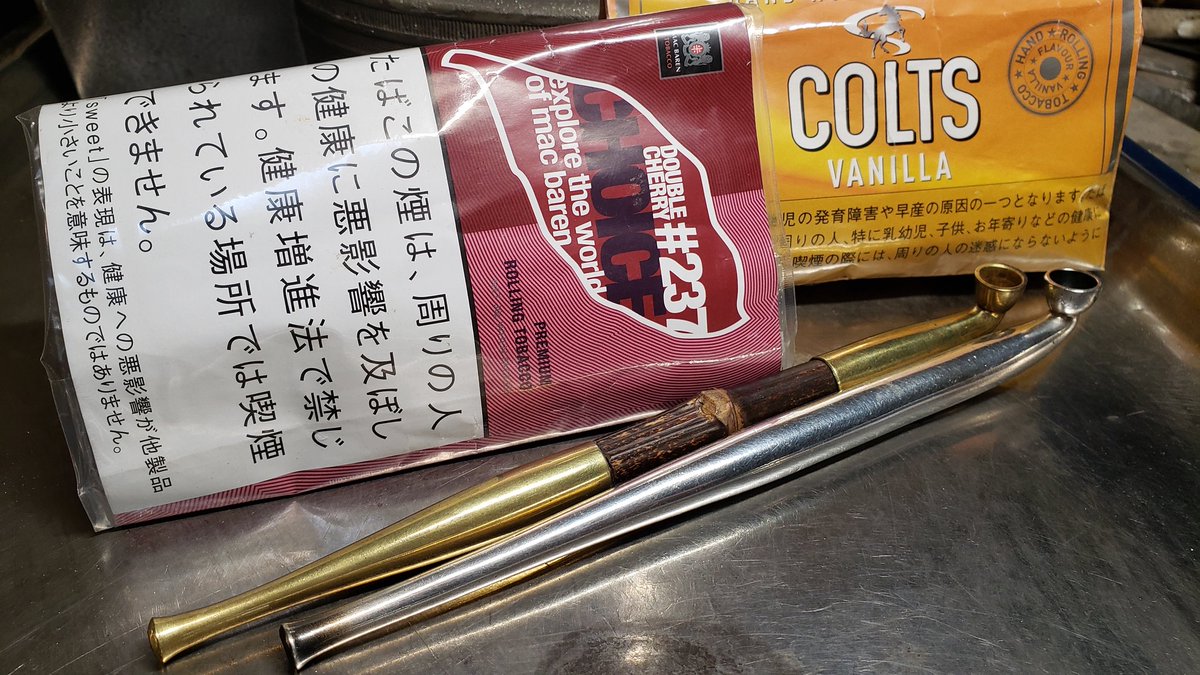 たばこの煙は、周りの人
の健康に悪影響を及ぼし
ます。健康増進法で禁じ
られている場所では喫煙
できません。
「sweet」の表現は、健康への悪影響が他製品
より小さいことを意味するものではありません。
MAC BAREN
TOBACCO
DOUBLE
CHERRY #237
CHOICE
explore the world
of mac baren
PREMIUM
ROLLING TOBACCO
COLTS
VANILLA
HAND ROLLING
TOBACCO
FLAVOUR
VANILLA
児の発育障害や早産の原因の一つとなります
周りの人、特に乳幼児、子供、お年寄りなどの健康に
喫煙の際には、周りの人の迷惑にならないように